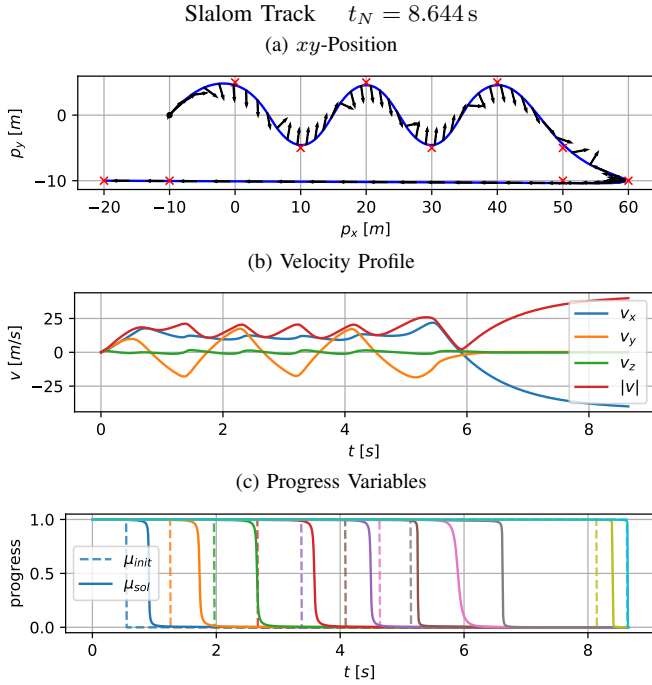 Slalom Track t_N = 8.644 s
(a) xy-Position
p_y [m]
0
−10
−20 −10 0 10 20 30 40 50 60
p_x [m]
(b) Velocity Profile
v [m/s]
25
0
−25
v_x
v_y
v_z
|v|
0 2 4 6 8
t [s]
(c) Progress Variables
progress
1.0
0.5
0.0
μ_init
μ_sol
0 2 4 6 8
t [s]